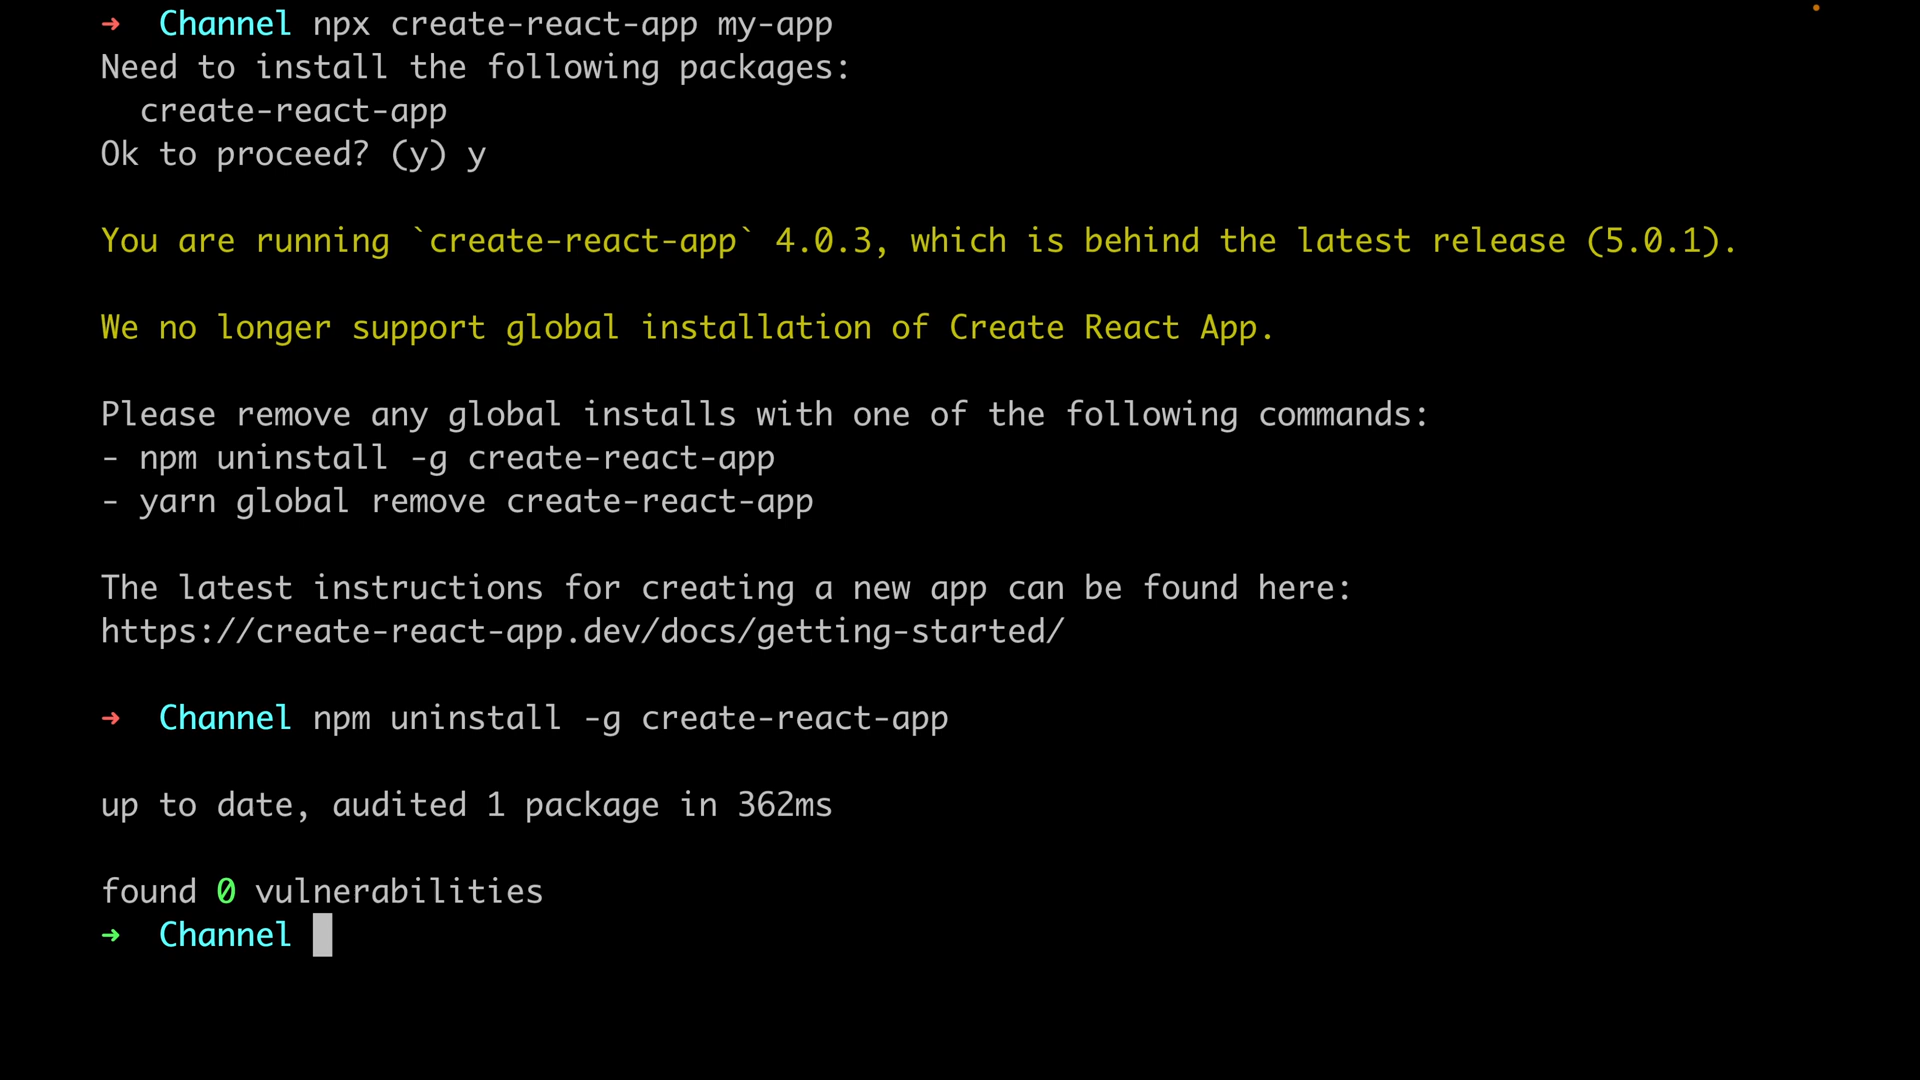 ➜ Channel npx create-react-app my-app
Need to install the following packages:
  create-react-app
Ok to proceed? (y) y
You are running `create-react-app` 4.0.3, which is behind the latest release (5.0.1).
We no longer support global installation of Create React App.
Please remove any global installs with one of the following commands:
- npm uninstall -g create-react-app
- yarn global remove create-react-app
The latest instructions for creating a new app can be found here:
https://create-react-app.dev/docs/getting-started/
➜ Channel npm uninstall -g create-react-app
up to date, audited 1 package in 362ms
found 0 vulnerabilities
➜ Channel